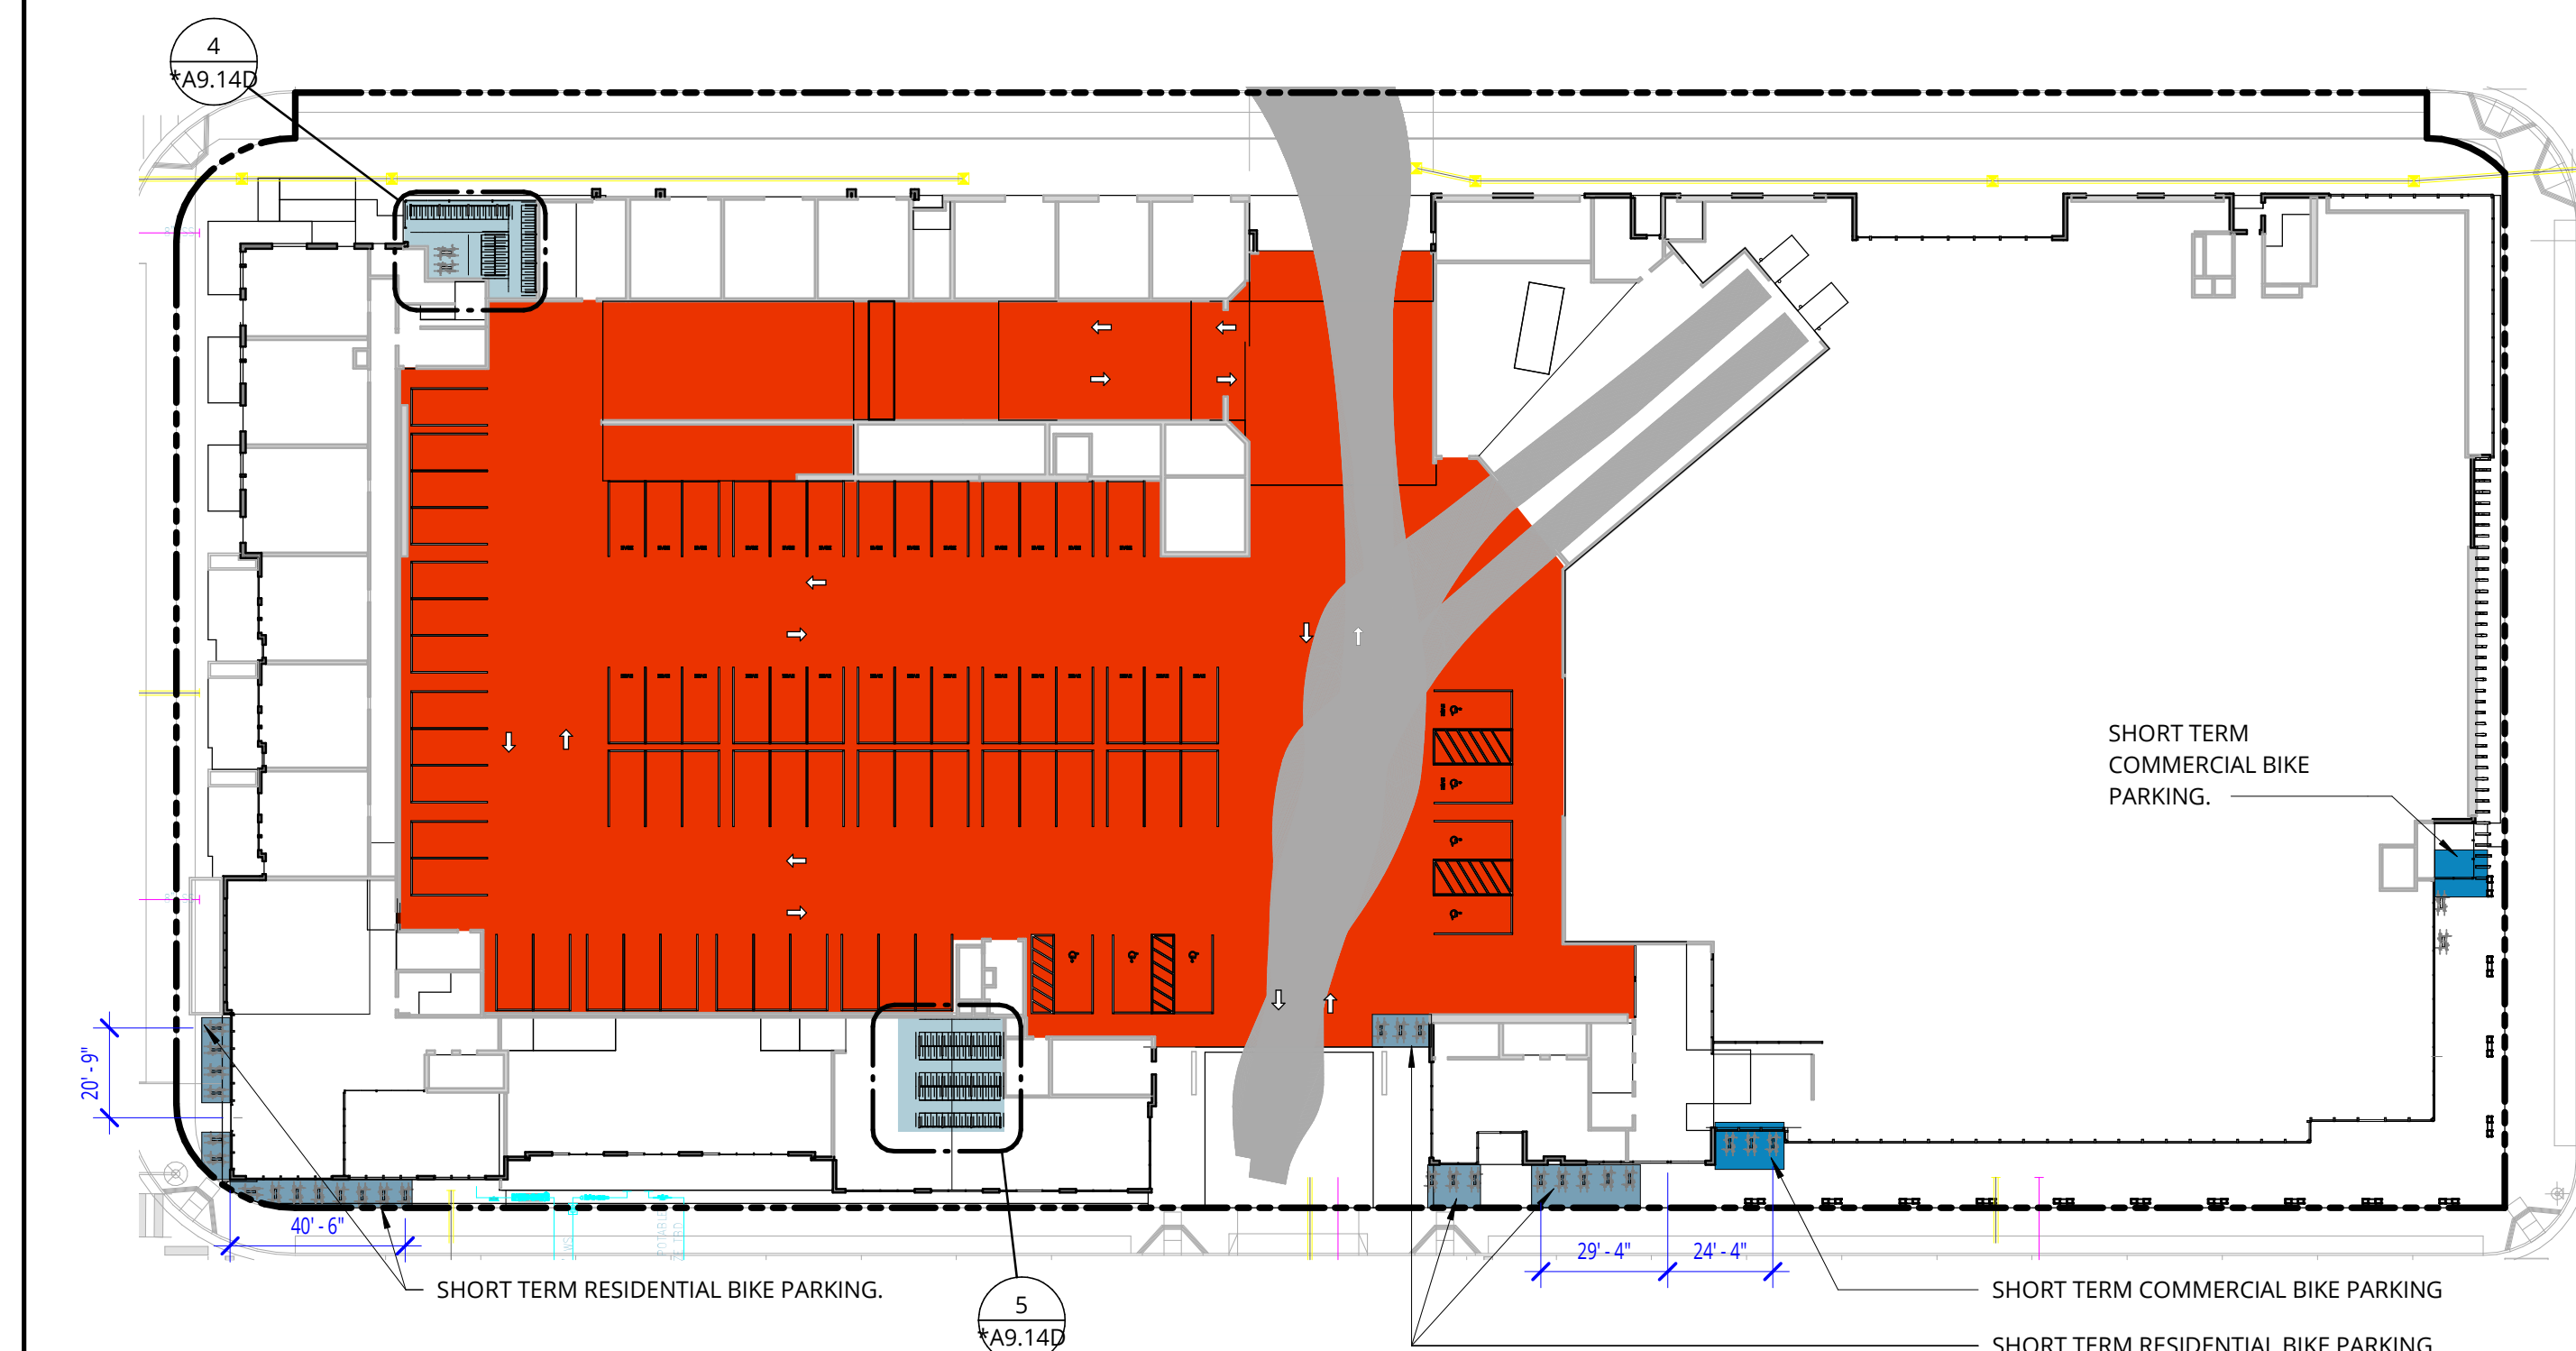 4
*A9.14D
SHORT TERM
COMMERCIAL BIKE
PARKING.
20' - 9"
40' - 6"
29' - 4"
24' - 4"
SHORT TERM RESIDENTIAL BIKE PARKING.
5
*A9.14D
SHORT TERM COMMERCIAL BIKE PARKING
SHORT TERM RESIDENTIAL BIKE PARKING